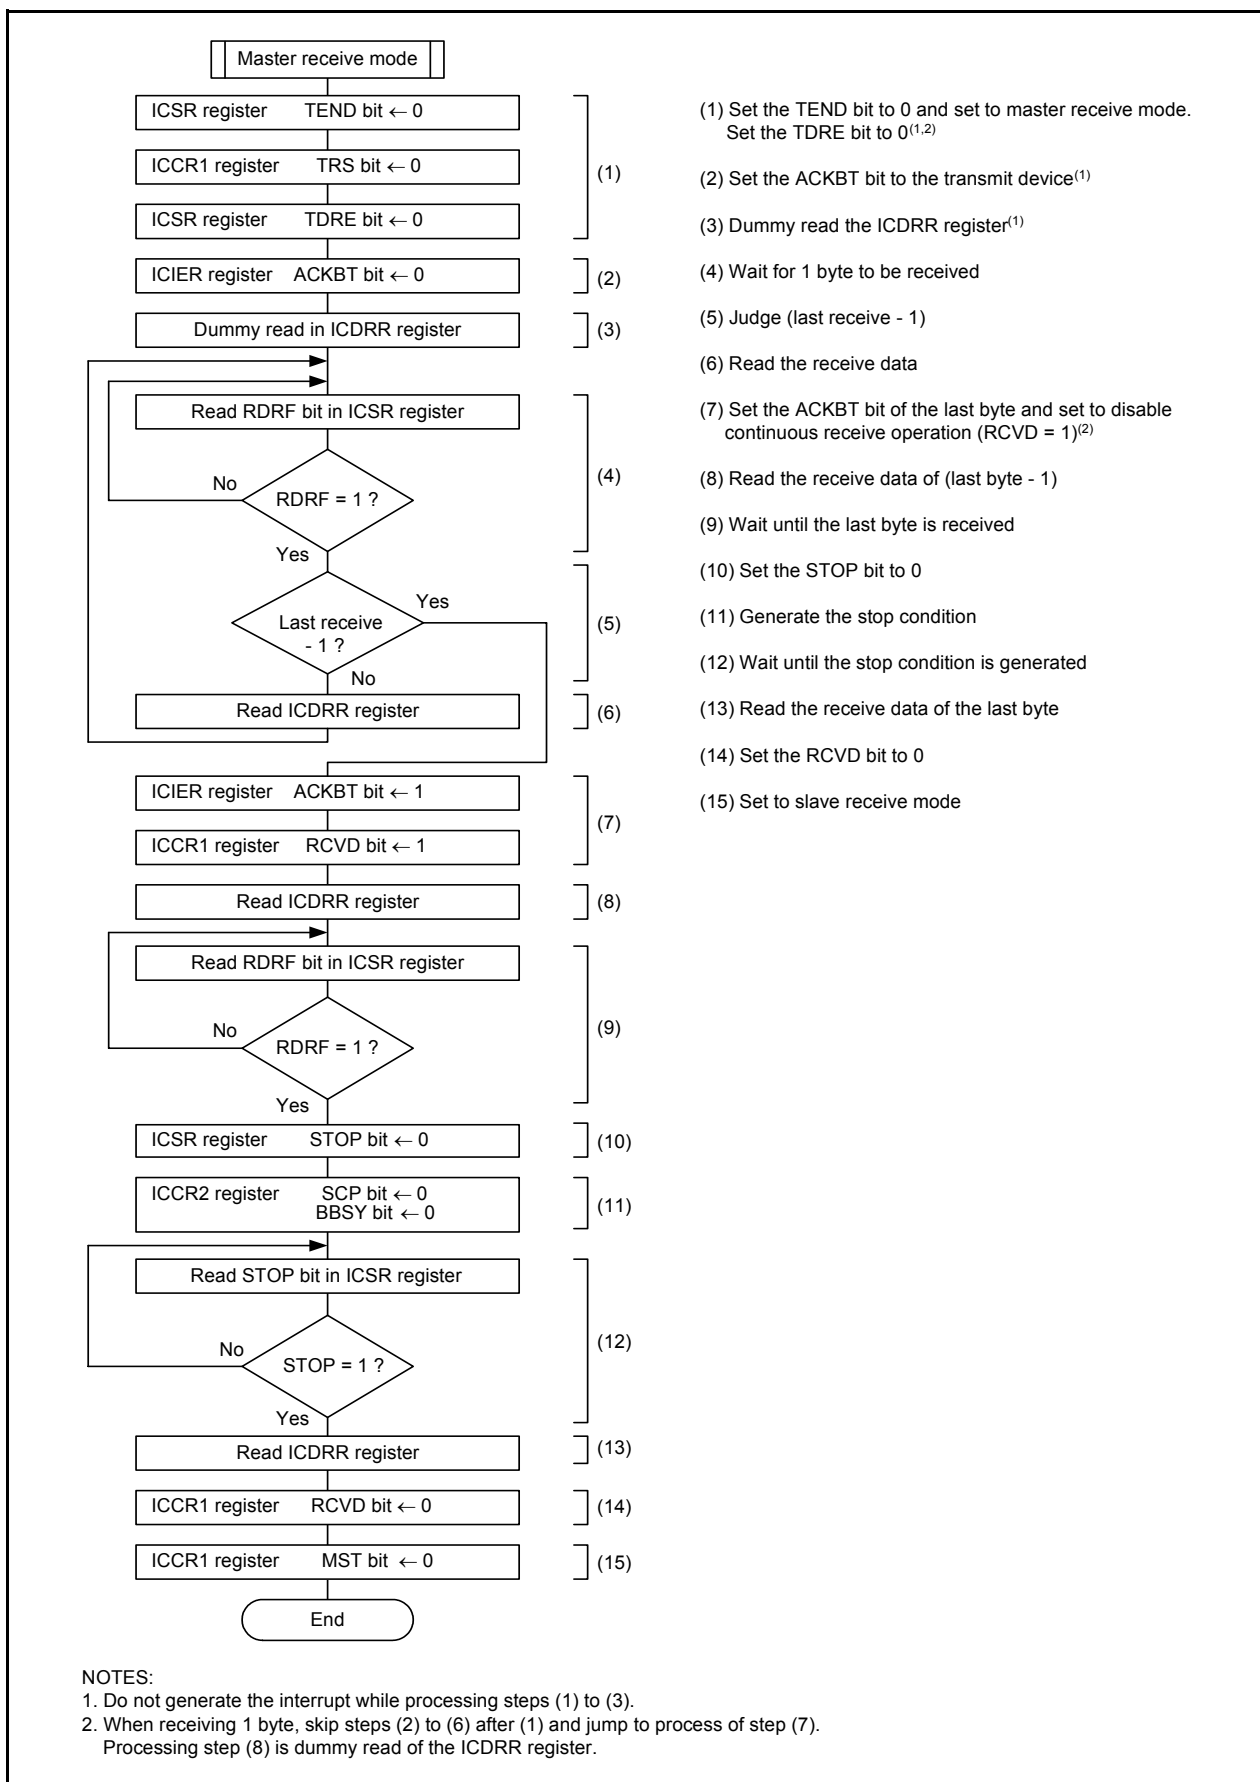 Master receive mode
ICSR register TEND bit ← 0
ICCR1 register TRS bit ← 0
ICSR register TDRE bit ← 0
(1)
ICIER register ACKBT bit ← 0
(2)
Dummy read in ICDRR register
(3)
Read RDRF bit in ICSR register
No
RDRF = 1 ?
(4)
Yes
Yes
Last receive
- 1 ?
(5)
No
Read ICDRR register
(6)
ICIER register ACKBT bit ← 1
ICCR1 register RCVD bit ← 1
(7)
Read ICDRR register
(8)
Read RDRF bit in ICSR register
No
RDRF = 1 ?
(9)
Yes
ICSR register STOP bit ← 0
(10)
ICCR2 register SCP bit ← 0
BBSY bit ← 0
(11)
Read STOP bit in ICSR register
No
STOP = 1 ?
(12)
Yes
Read ICDRR register
(13)
ICCR1 register RCVD bit ← 0
(14)
ICCR1 register MST bit ← 0
(15)
End
(1) Set the TEND bit to 0 and set to master receive mode.
Set the TDRE bit to 0(1,2)
(2) Set the ACKBT bit to the transmit device(1)
(3) Dummy read the ICDRR register(1)
(4) Wait for 1 byte to be received
(5) Judge (last receive - 1)
(6) Read the receive data
(7) Set the ACKBT bit of the last byte and set to disable
continuous receive operation (RCVD = 1)(2)
(8) Read the receive data of (last byte - 1)
(9) Wait until the last byte is received
(10) Set the STOP bit to 0
(11) Generate the stop condition
(12) Wait until the stop condition is generated
(13) Read the receive data of the last byte
(14) Set the RCVD bit to 0
(15) Set to slave receive mode
NOTES:
1. Do not generate the interrupt while processing steps (1) to (3).
2. When receiving 1 byte, skip steps (2) to (6) after (1) and jump to process of step (7).
Processing step (8) is dummy read of the ICDRR register.